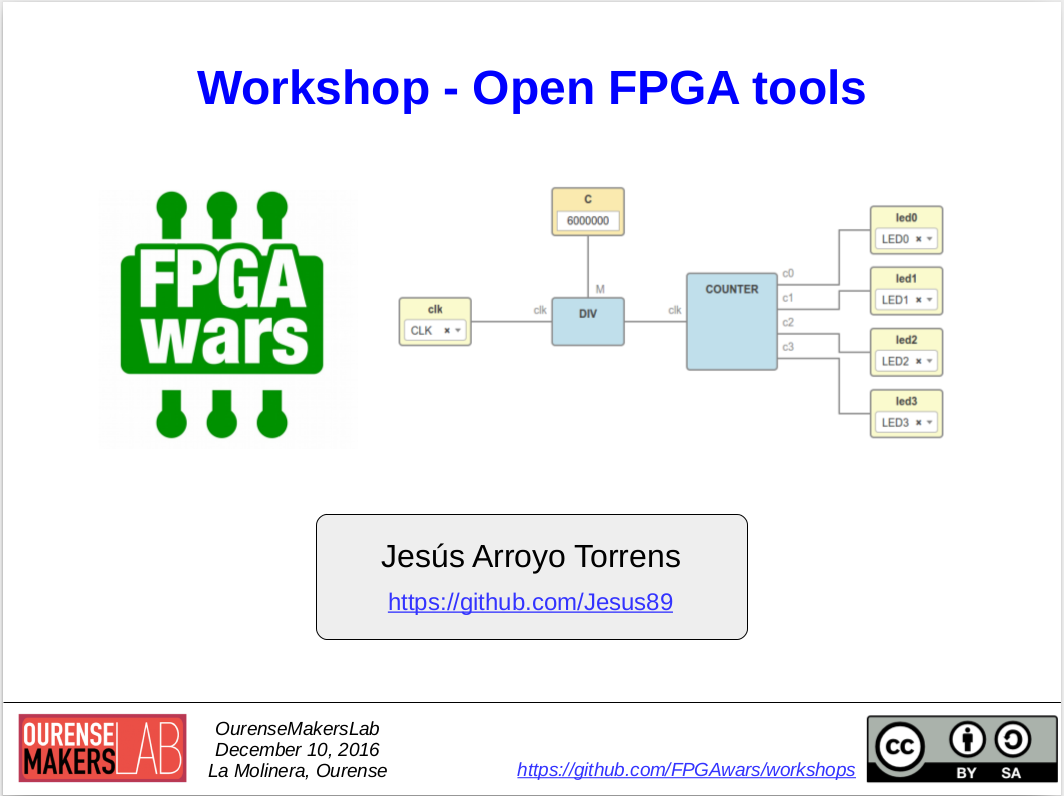 Workshop - Open FPGA tools
FPGA
wars
C
6000000
M
clk
CLK
clk
DIV
clk
COUNTER
c0
c1
c2
c3
led0
LED0
led1
LED1
led2
LED2
led3
LED3
Jesús Arroyo Torrens
https://github.com/Jesus89
OURENSE
MAKERS
LAB
OurenseMakersLab
December 10, 2016
La Molinera, Ourense
https://github.com/FPGAwars/workshops
cc
BY SA